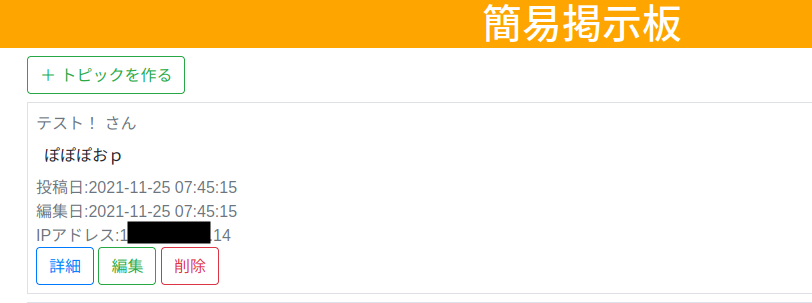 簡易掲示板
＋ トピックを作る
テスト！ さん
ぽぽぽおｐ
投稿日:2021-11-25 07:45:15
編集日:2021-11-25 07:45:15
IPアドレス:1 .14
詳細 編集 削除